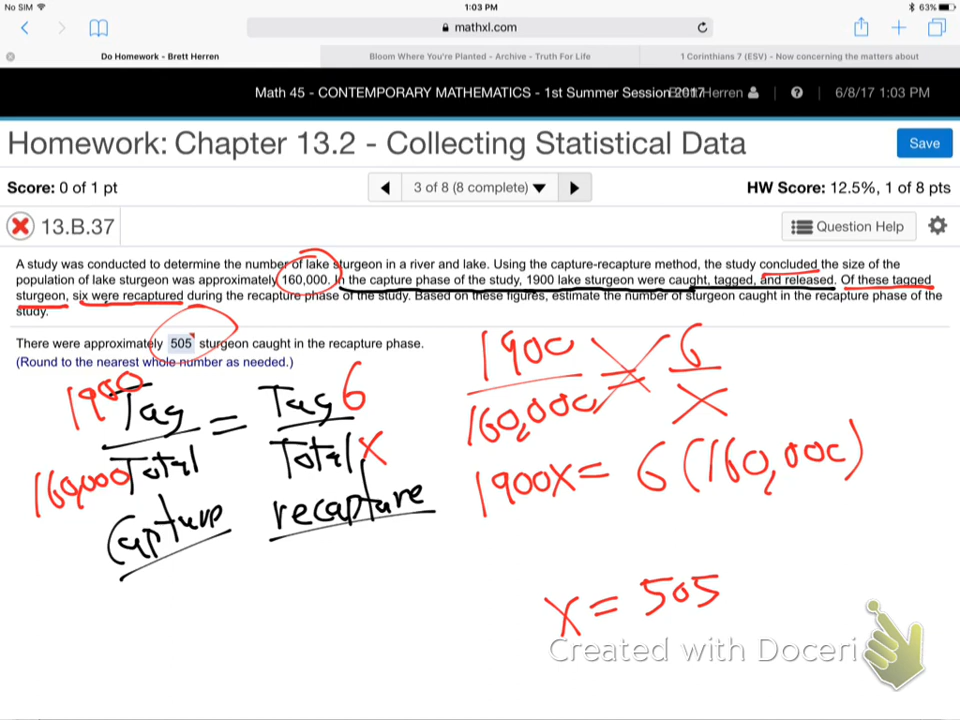 No SIM 1:03 PM 63%
mathxl.com
Do Homework - Brett Herren Bloom Where You're Planted - Archive - Truth For Life 1 Corinthians 7 (ESV) - Now concerning the matters about
Math 45 - CONTEMPORARY MATHEMATICS - 1st Summer Session 2017 Herren 6/8/17 1:03 PM
Homework: Chapter 13.2 - Collecting Statistical Data Save
Score: 0 of 1 pt 3 of 8 (8 complete) HW Score: 12.5%, 1 of 8 pts
13.B.37 Question Help
A study was conducted to determine the number of lake sturgeon in a river and lake. Using the capture-recapture method, the study concluded the size of the
population of lake sturgeon was approximately 160,000. In the capture phase of the study, 1900 lake sturgeon were caught, tagged, and released. Of these tagged
sturgeon, six were recaptured during the recapture phase of the study. Based on these figures, estimate the number of sturgeon caught in the recapture phase of the
study.
There were approximately 505 sturgeon caught in the recapture phase.
(Round to the nearest whole number as needed.)
1900 Tag = Tag 6
160,000 Total Total x
Capture recapture
1900 = 6
160,000 x
1900x = 6(160,000)
x = 505
Created with Doceri